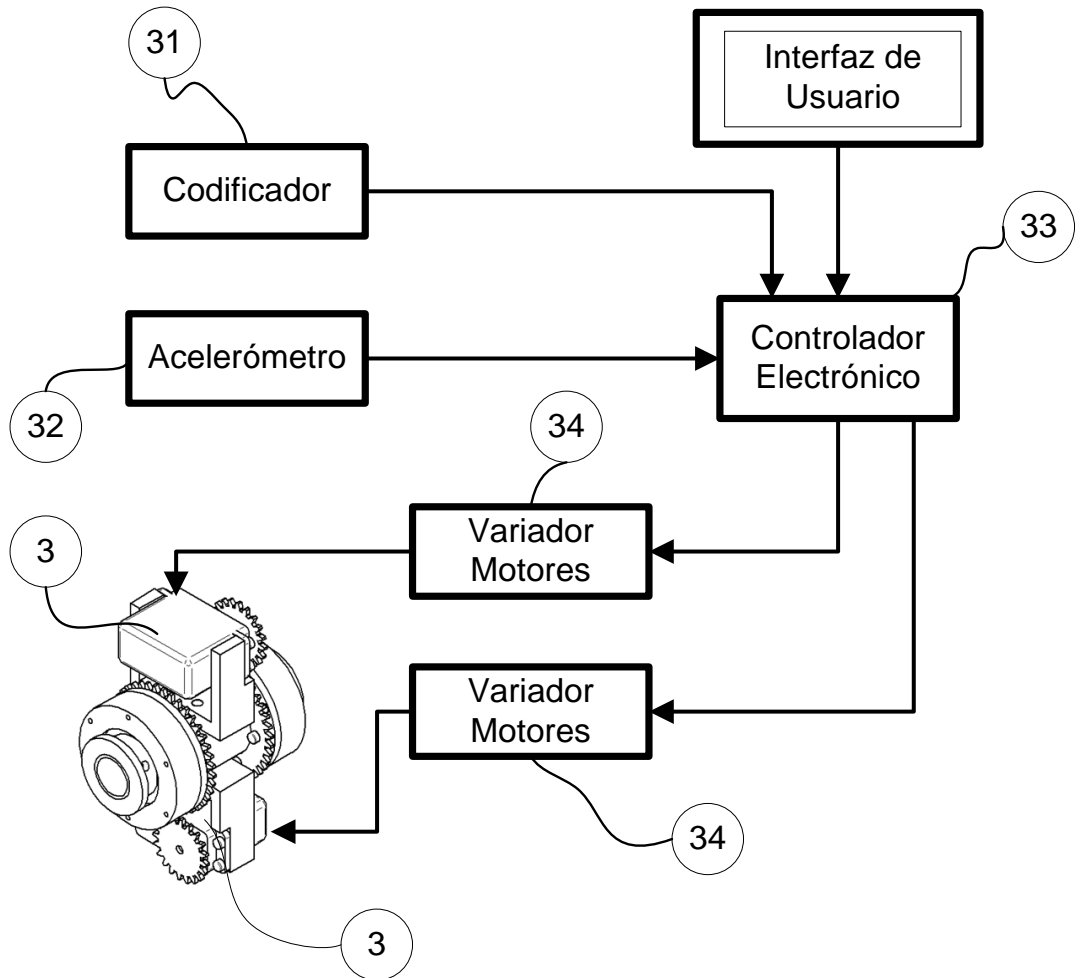 31
Interfaz de
Usuario
Codificador
33
Acelerómetro
Controlador
Electrónico
32
34
Variador
Motores
3
Variador
Motores
34
3